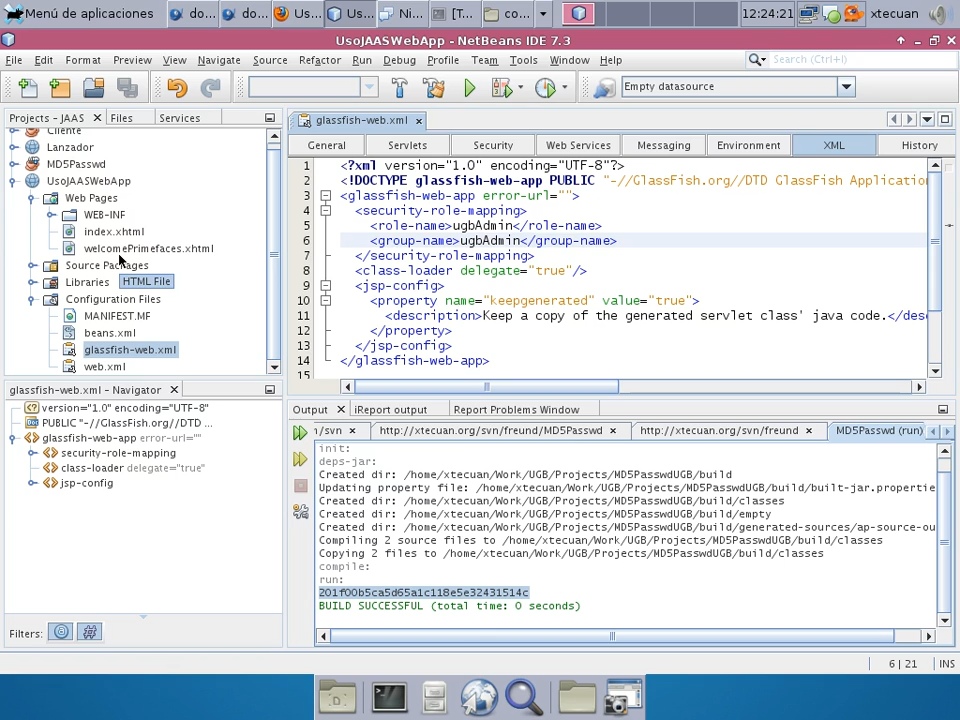 Menú de aplicaciones
do...
do...
Us...
Us...
Ni...
[T...
co...
12:24:21
xtecuan
UsoJAASWebApp - NetBeans IDE 7.3
File Edit Format Preview View Navigate Source Refactor Run Debug Profile Team Tools Window Help
Search (Ctrl+I)
Empty datasource
Projects - JAAS
Files
Services
Cliente
Lanzador
MD5Passwd
UsoJAASWebApp
Web Pages
WEB-INF
index.xhtml
welcomePrimefaces.xhtml
Source Packages
Libraries
HTML File
Configuration Files
MANIFEST.MF
beans.xml
glassfish-web.xml
web.xml
glassfish-web.xml - Navigator
version="1.0" encoding="UTF-8"
PUBLIC "-//GlassFish.org//DTD ...
glassfish-web-app error-url=""
security-role-mapping
class-loader delegate="true"
jsp-config
Filters:
glassfish-web.xml
General Servlets Security Web Services Messaging Environment XML History
1 <?xml version="1.0" encoding="UTF-8"?>
2 <!DOCTYPE glassfish-web-app PUBLIC "-//GlassFish.org//DTD GlassFish Application
3 <glassfish-web-app error-url="">
4 <security-role-mapping>
5 <role-name>ugbAdmin</role-name>
6 <group-name>ugbAdmin</group-name>
7 </security-role-mapping>
8 <class-loader delegate="true"/>
9 <jsp-config>
10 <property name="keepgenerated" value="true">
11 <description>Keep a copy of the generated servlet class' java code.</desc
12 </property>
13 </jsp-config>
14 </glassfish-web-app>
15
Output
iReport output
Report Problems Window
n/svn
http://xtecuan.org/svn/freund/MD5Passwd
http://xtecuan.org/svn/freund
MD5Passwd (run)
init:
deps-jar:
Created dir: /home/xtecuan/Work/UGB/Projects/MD5PasswdUGB/build
Updating property file: /home/xtecuan/Work/UGB/Projects/MD5PasswdUGB/build/built-jar.propertie
Created dir: /home/xtecuan/Work/UGB/Projects/MD5PasswdUGB/build/classes
Created dir: /home/xtecuan/Work/UGB/Projects/MD5PasswdUGB/build/empty
Created dir: /home/xtecuan/Work/UGB/Projects/MD5PasswdUGB/build/generated-sources/ap-source-ou
Compiling 2 source files to /home/xtecuan/Work/UGB/Projects/MD5PasswdUGB/build/classes
Copying 2 files to /home/xtecuan/Work/UGB/Projects/MD5PasswdUGB/build/classes
compile:
run:
201f00b5ca5d65a1c118e5e32431514c
BUILD SUCCESSFUL (total time: 0 seconds)
6 | 21 INS